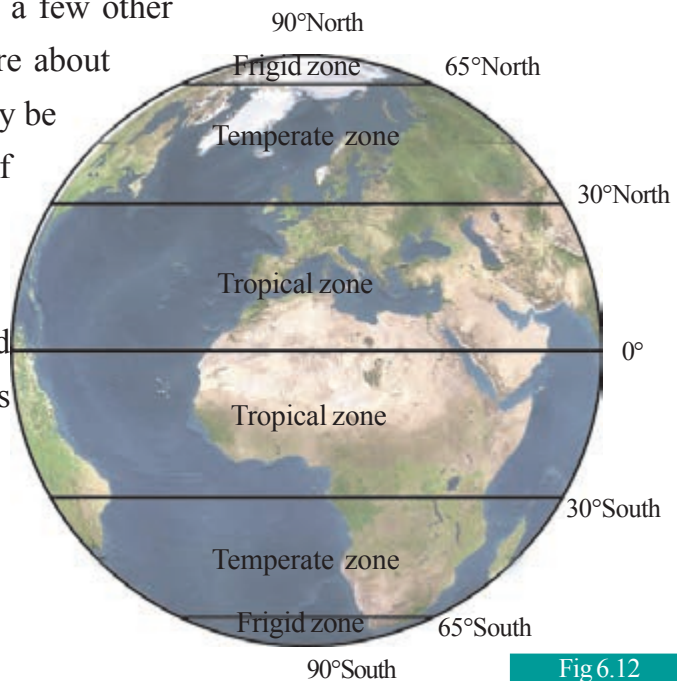 a few other
90°North
re about
Frigid zone
65°North
y be
Temperate zone
f
30°North
Tropical zone
d
0°
s
Tropical zone
30°South
Temperate zone
Frigid zone
65°South
90°South
Fig 6.12